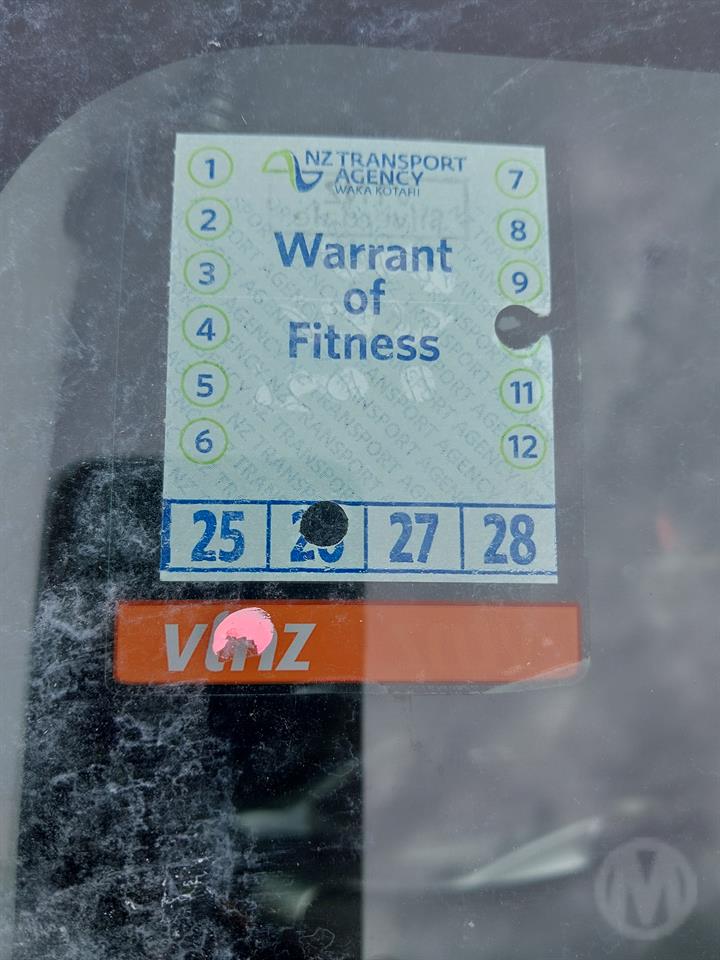 NZ TRANSPORT
AGENCY
WAKA KOTAHI
Warrant
of
Fitness
1
2
3
4
5
6
7
8
9
11
12
25 26 27 28
vtnz
M